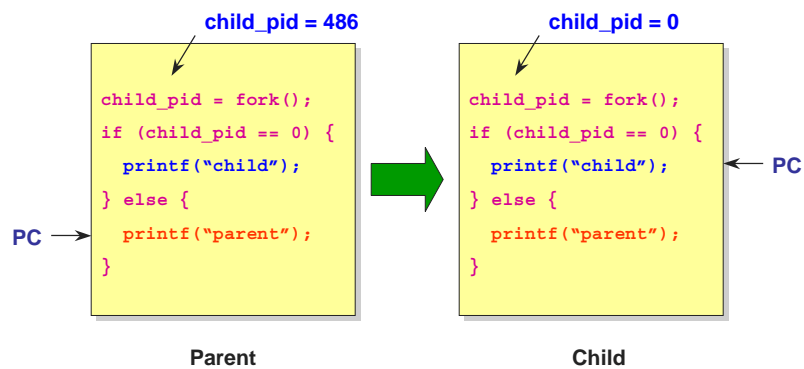 child_pid = 486
child_pid = fork();
if (child_pid == 0) {
printf(“child”);
} else {
PC
printf(“parent”);
}
Parent
child_pid = 0
child_pid = fork();
if (child_pid == 0) {
printf(“child”);
PC
} else {
printf(“parent”);
}
Child